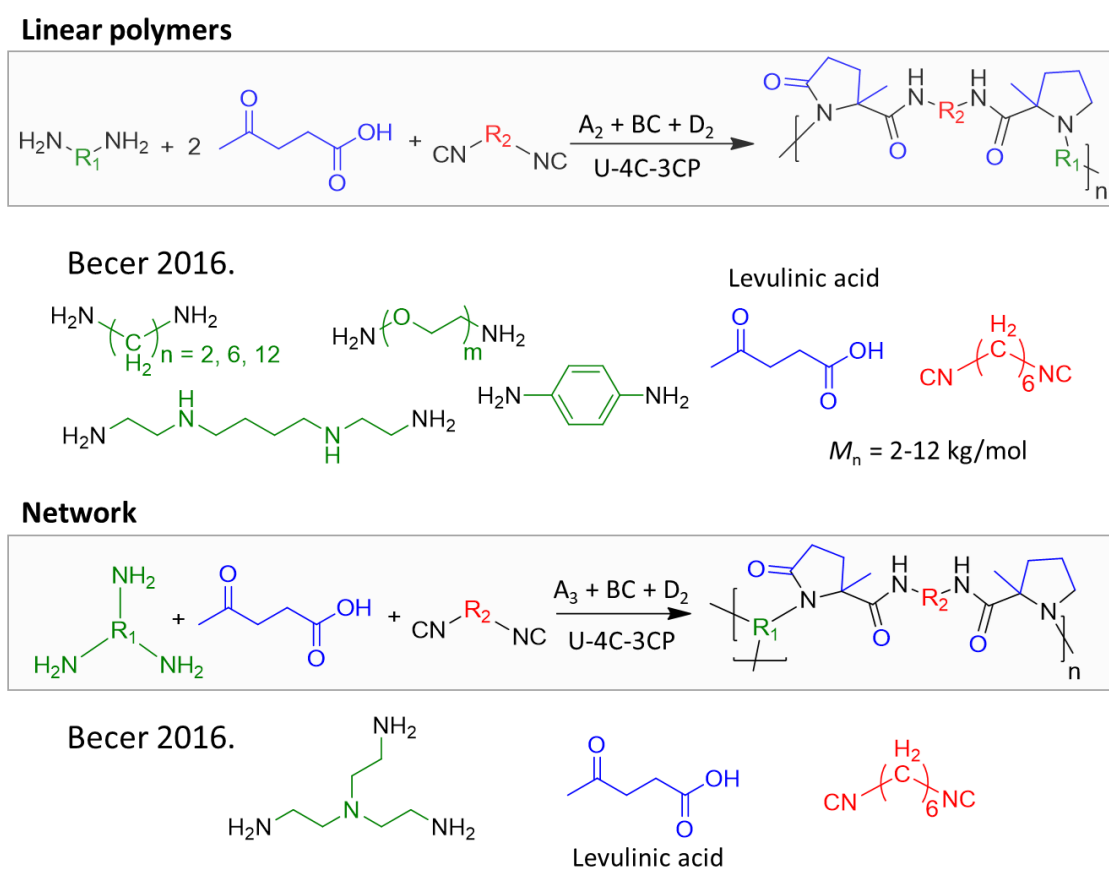 Linear polymers
H₂N R₁ NH₂ + 2 O OH O + CN R₂ NC A₂ + BC + D₂ U-4C-3CP O N H N R₂ H N O O N R₁ n
Becer 2016.
H₂N (C H₂) NH₂ n = 2, 6, 12
H₂N (O) m NH₂
Levulinic acid
O OH O
H₂ CN (C) 6 NC
H₂N H N N H NH₂
H₂N NH₂
Mn = 2-12 kg/mol
Network
NH₂ R₁ H₂N NH₂ + O OH O + CN R₂ NC A₃ + BC + D₂ U-4C-3CP O N R₁ H N R₂ H N O O N n
Becer 2016.
NH₂ N H₂N NH₂
O OH O
Levulinic acid
H₂ CN (C) 6 NC